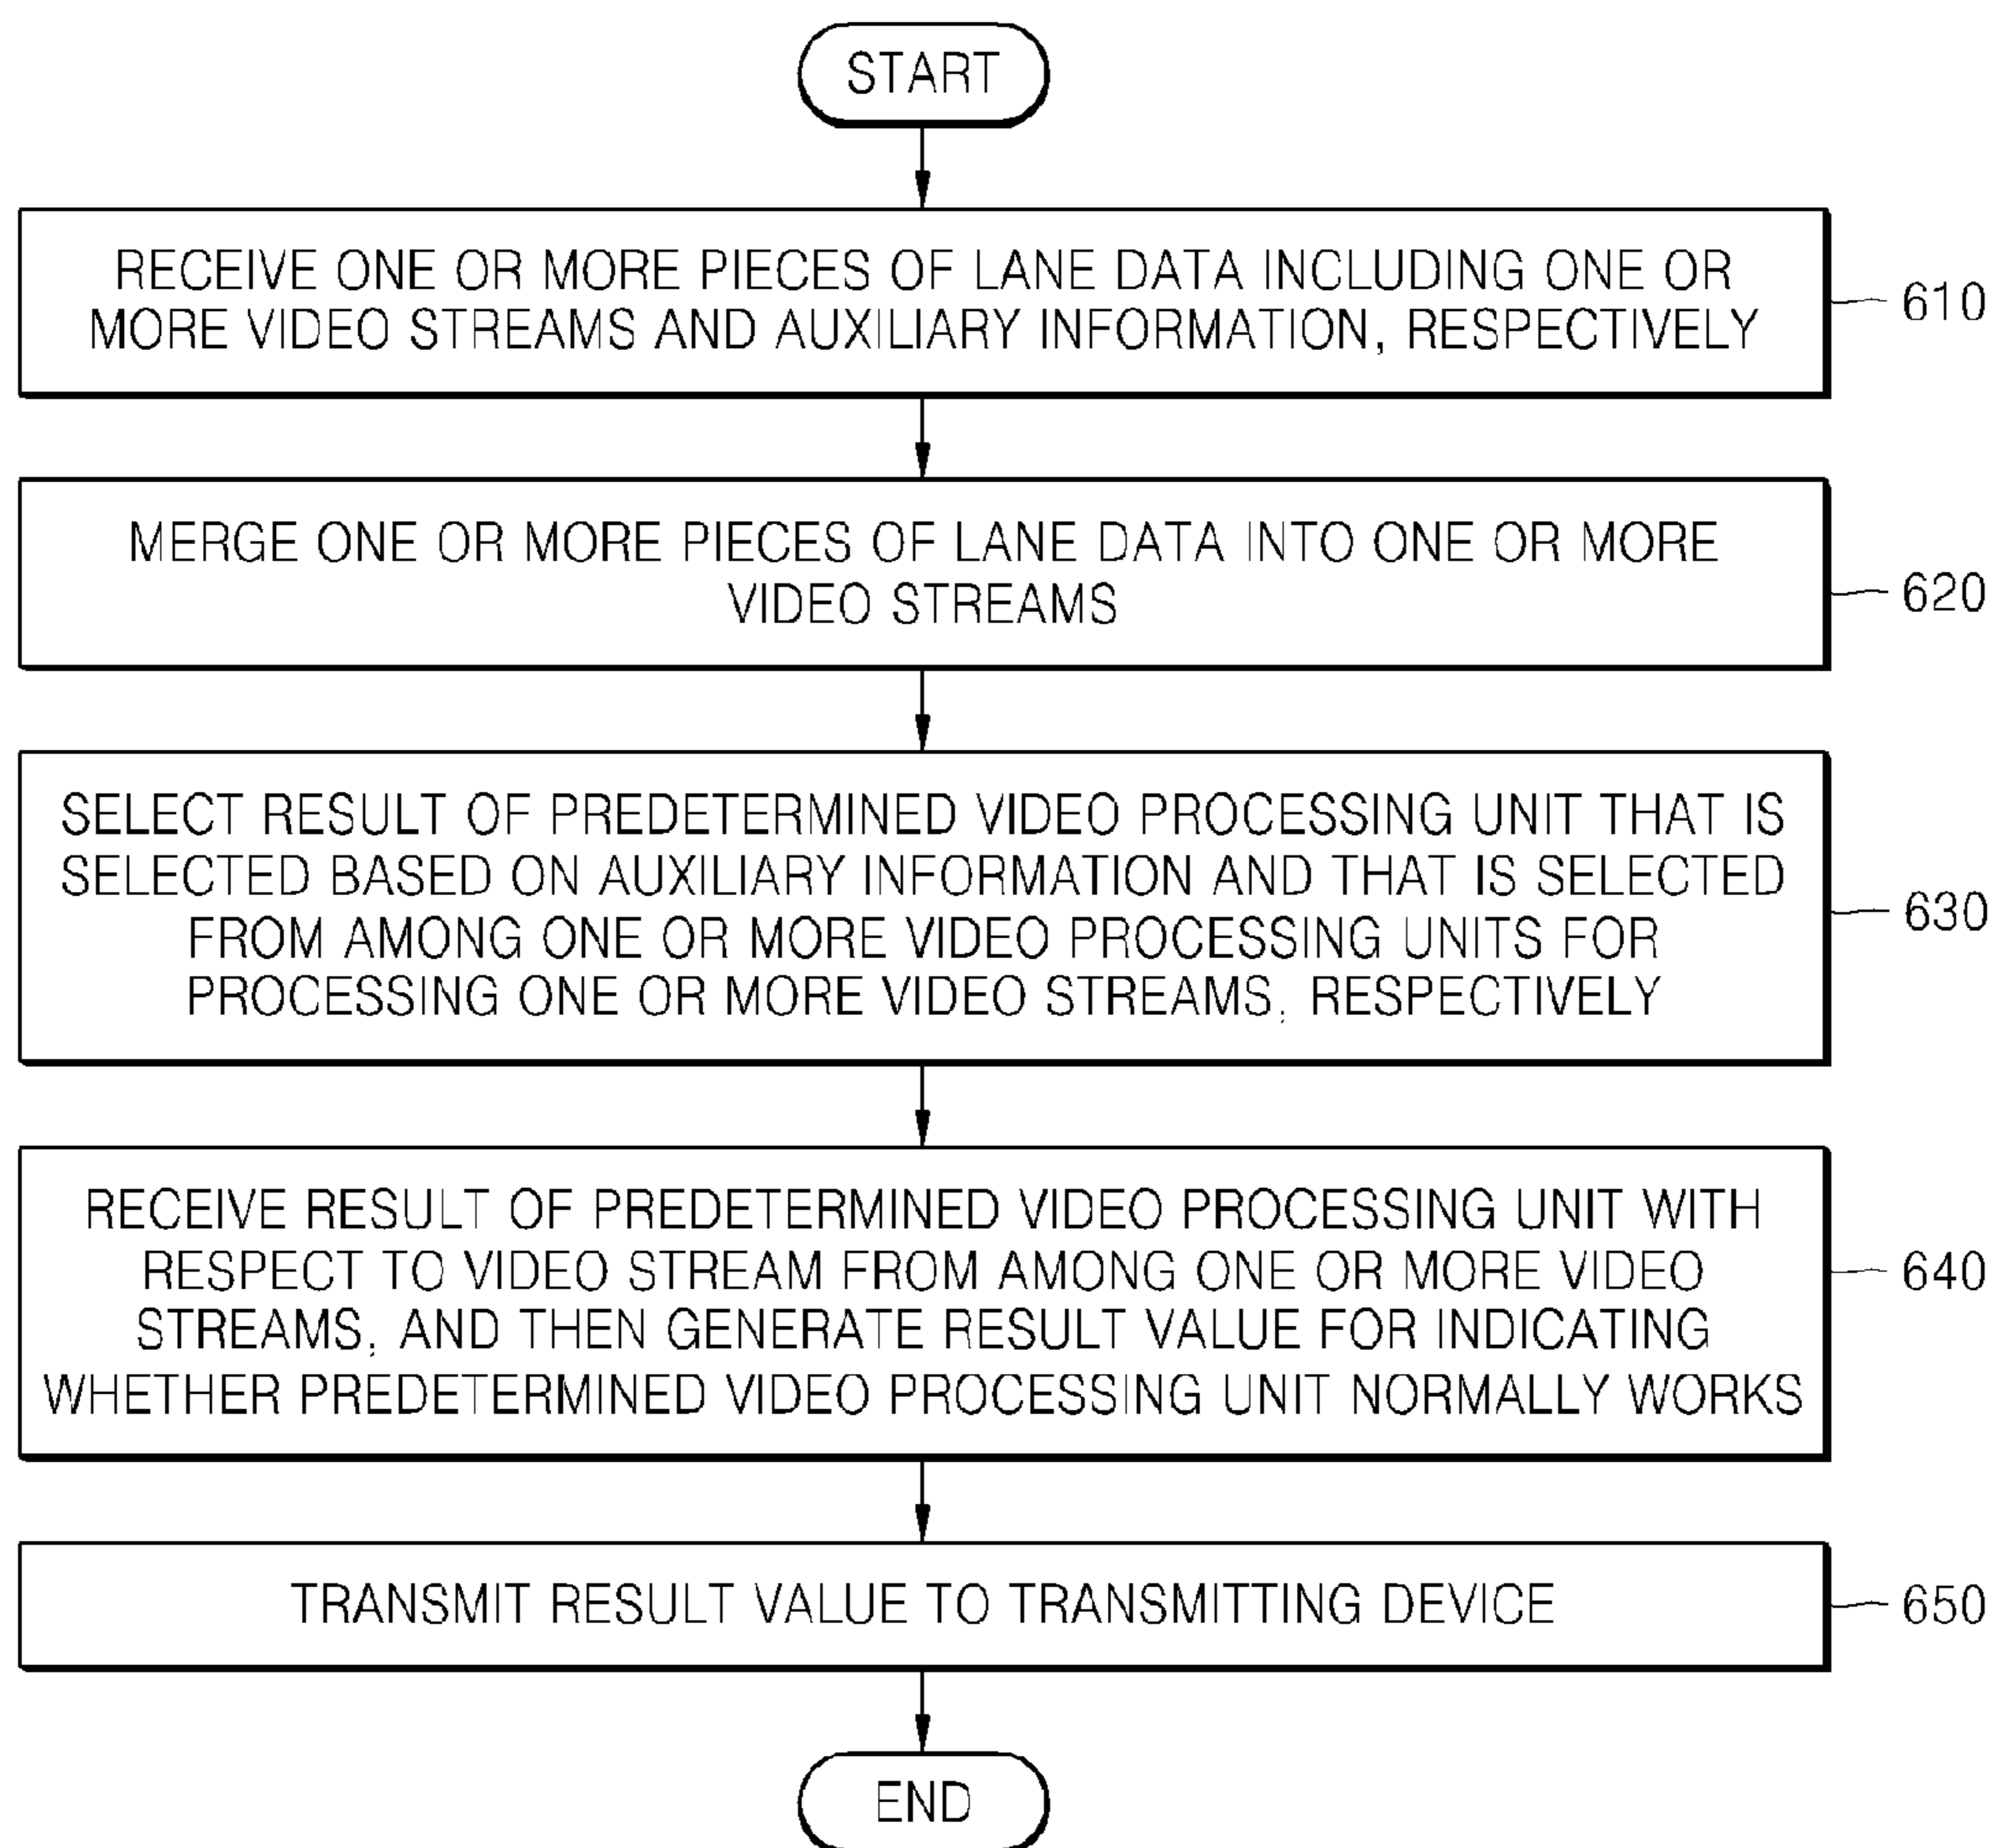 START
RECEIVE ONE OR MORE PIECES OF LANE DATA INCLUDING ONE OR
MORE VIDEO STREAMS AND AUXILIARY INFORMATION, RESPECTIVELY
610
MERGE ONE OR MORE PIECES OF LANE DATA INTO ONE OR MORE
VIDEO STREAMS
620
SELECT RESULT OF PREDETERMINED VIDEO PROCESSING UNIT THAT IS
SELECTED BASED ON AUXILIARY INFORMATION AND THAT IS SELECTED
FROM AMONG ONE OR MORE VIDEO PROCESSING UNITS FOR
PROCESSING ONE OR MORE VIDEO STREAMS, RESPECTIVELY
630
RECEIVE RESULT OF PREDETERMINED VIDEO PROCESSING UNIT WITH
RESPECT TO VIDEO STREAM FROM AMONG ONE OR MORE VIDEO
STREAMS, AND THEN GENERATE RESULT VALUE FOR INDICATING
WHETHER PREDETERMINED VIDEO PROCESSING UNIT NORMALLY WORKS
640
TRANSMIT RESULT VALUE TO TRANSMITTING DEVICE
650
END